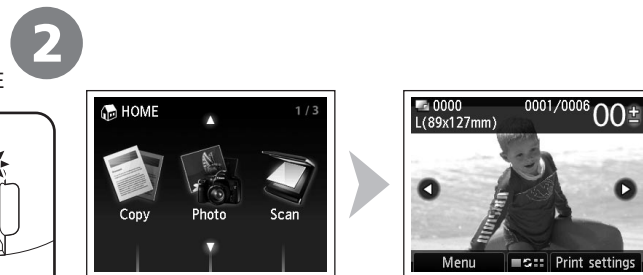 2
E
HOME 1/3
Copy Photo Scan
0000 0001/0006 00
L(89x127mm)
Menu Print settings